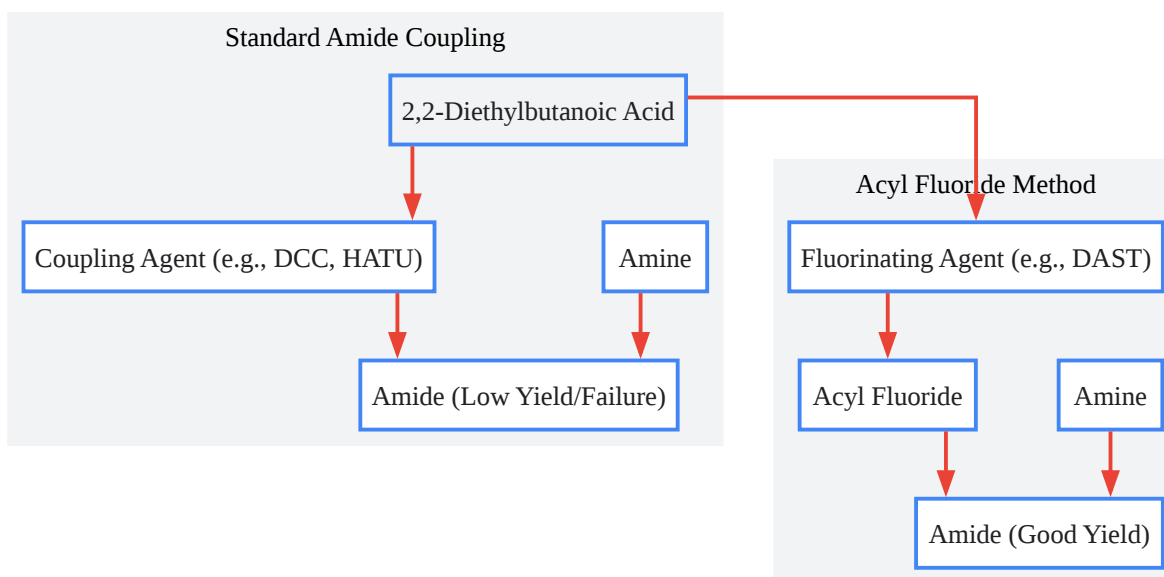 Standard Amide Coupling
2,2-Diethylbutanoic Acid
Coupling Agent (e.g., DCC, HATU)
Amine
Amide (Low Yield/Failure)
Acyl Fluoride Method
Fluorinating Agent (e.g., DAST)
Acyl Fluoride
Amine
Amide (Good Yield)